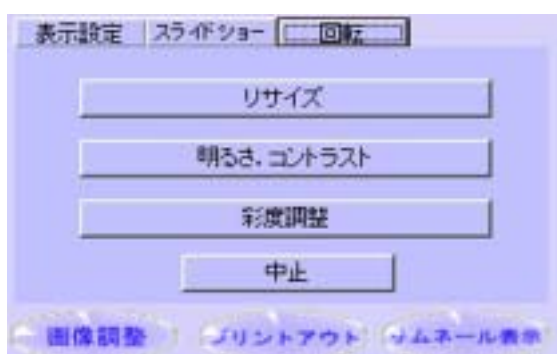 表示設定 スライドショー 回転
リサイズ
明るさ、コントラスト
彩度調整
中止
画像調整 プリントアウト サムネール表示